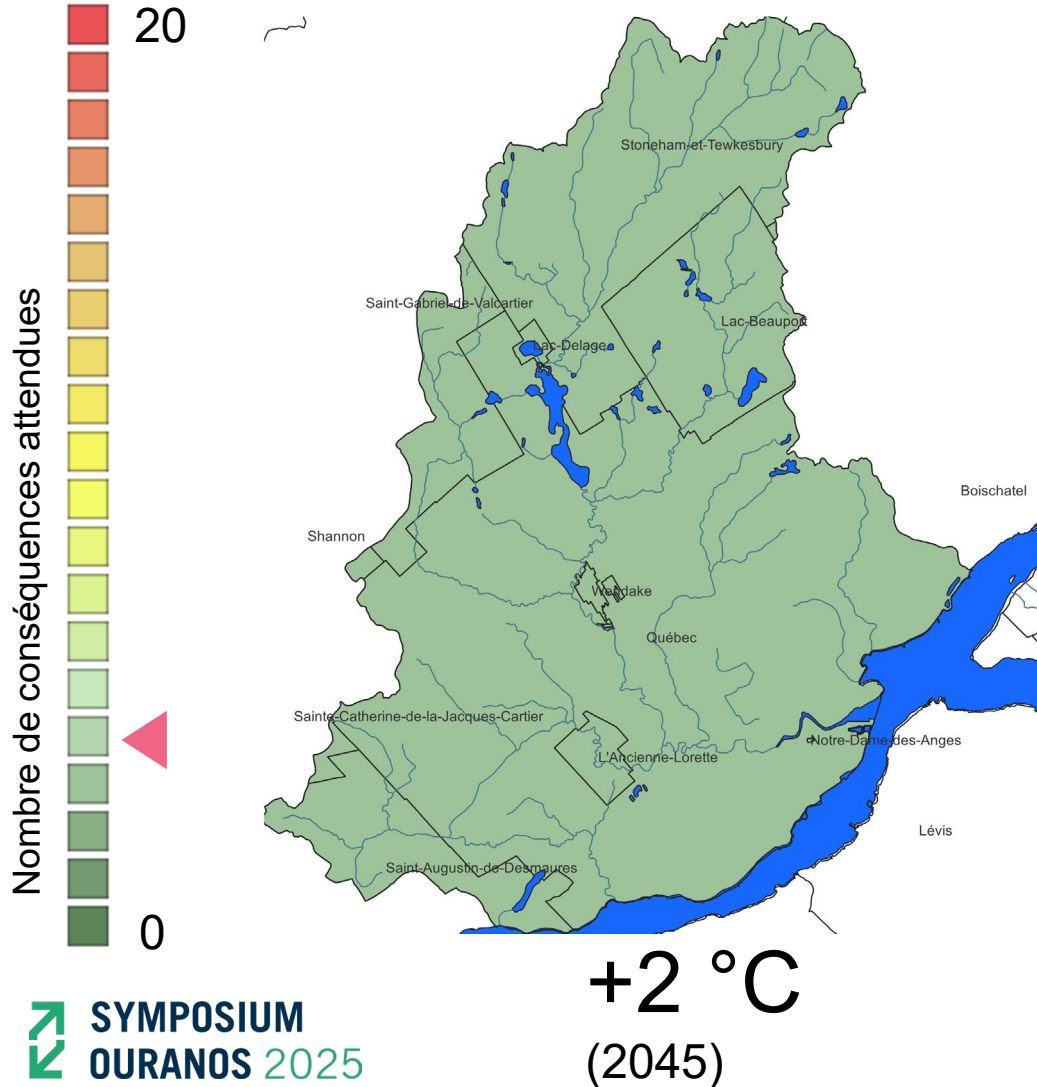 20
Nombre de conséquences attendues
0
Stoneham-et-Tewkesbury
Saint-Gabriel-de-Valcartier
Lac-Beauport
Lac-Delage
Boischatel
Shannon
Wendake
Québec
Sainte-Catherine-de-la-Jacques-Cartier
Notre-Dame-des-Anges
L'Ancienne-Lorette
Lévis
Saint-Augustin-de-Desmaures
+2 °C
(2045)
SYMPOSIUM
OURANOS 2025